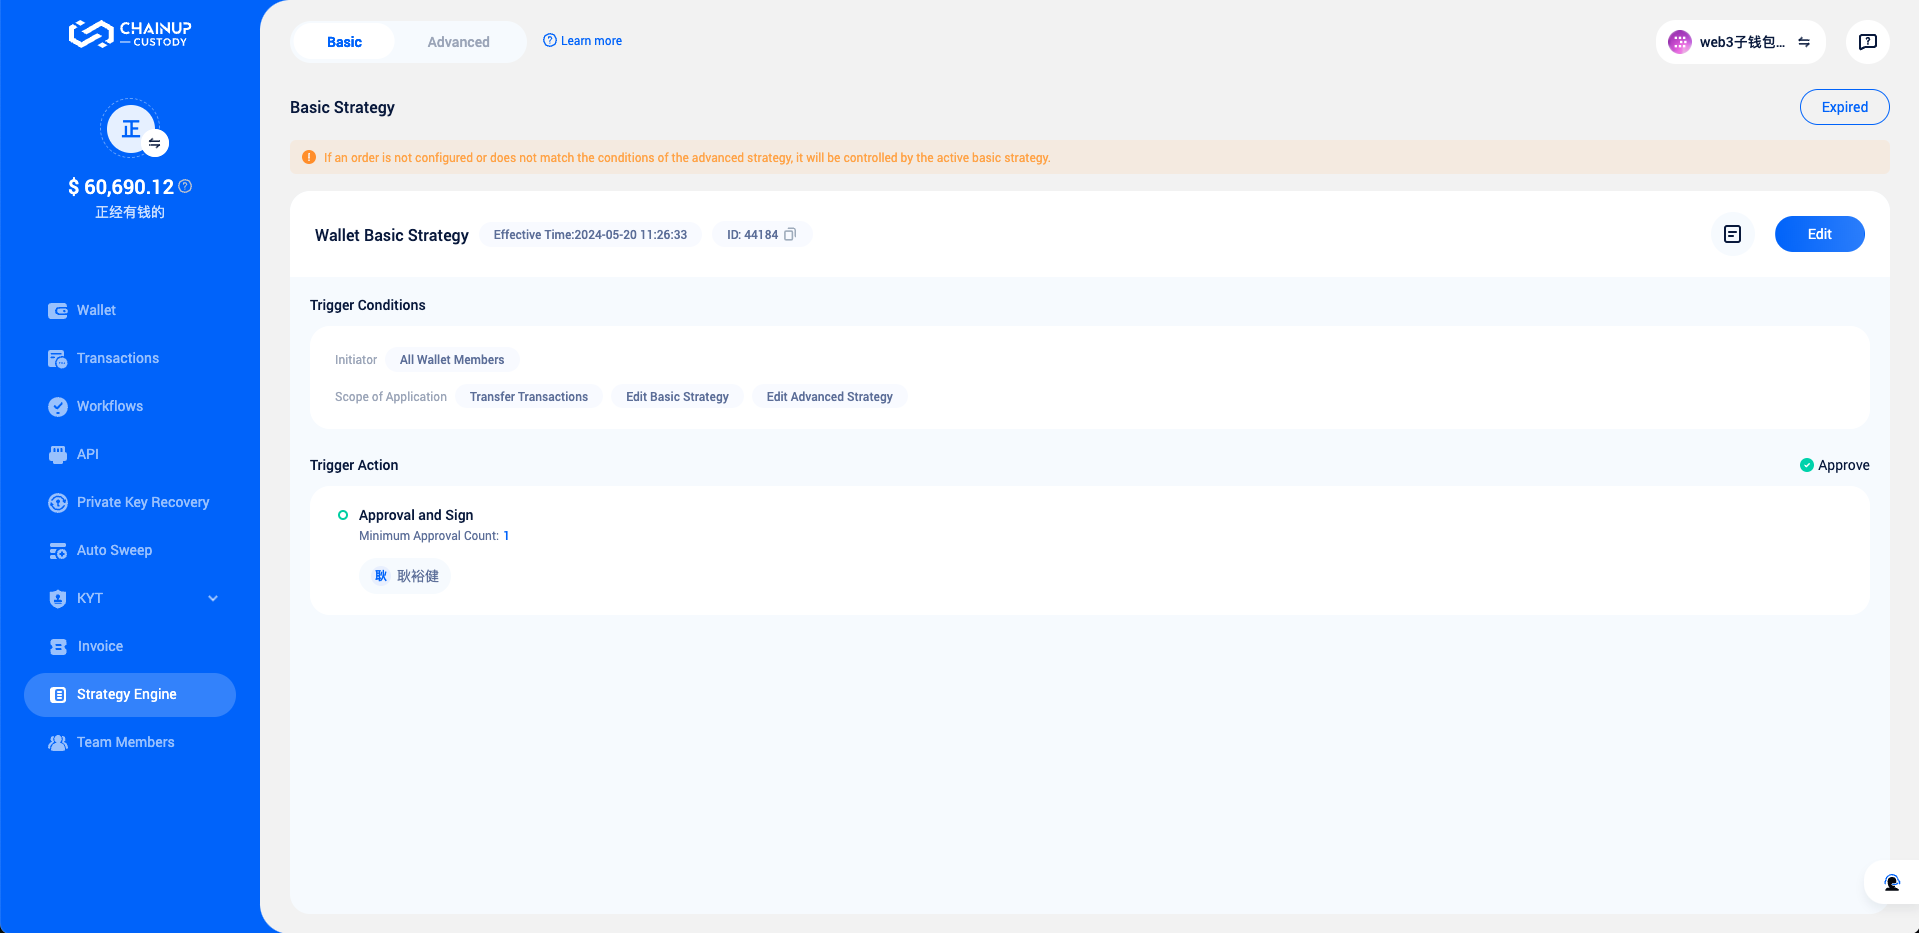 CHAINUP
CUSTODY
正
$ 60,690.12
正经有钱的
Wallet
Transactions
Workflows
API
Private Key Recovery
Auto Sweep
KYT
Invoice
Strategy Engine
Team Members
Basic
Advanced
Learn more
web3子钱包...
Basic Strategy
Expired
If an order is not configured or does not match the conditions of the advanced strategy, it will be controlled by the active basic strategy.
Wallet Basic Strategy
Effective Time:2024-05-20 11:26:33
ID: 44184
Edit
Trigger Conditions
Initiator All Wallet Members
Scope of Application Transfer Transactions Edit Basic Strategy Edit Advanced Strategy
Trigger Action
Approve
Approval and Sign
Minimum Approval Count: 1
耿 耿裕健